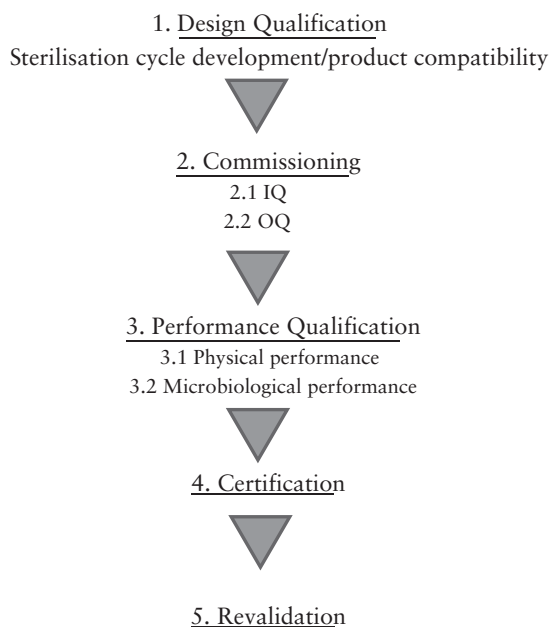 1. Design Qualification
Sterilisation cycle development/product compatibility
2. Commissioning
2.1 IQ
2.2 OQ
3. Performance Qualification
3.1 Physical performance
3.2 Microbiological performance
4. Certification
5. Revalidation